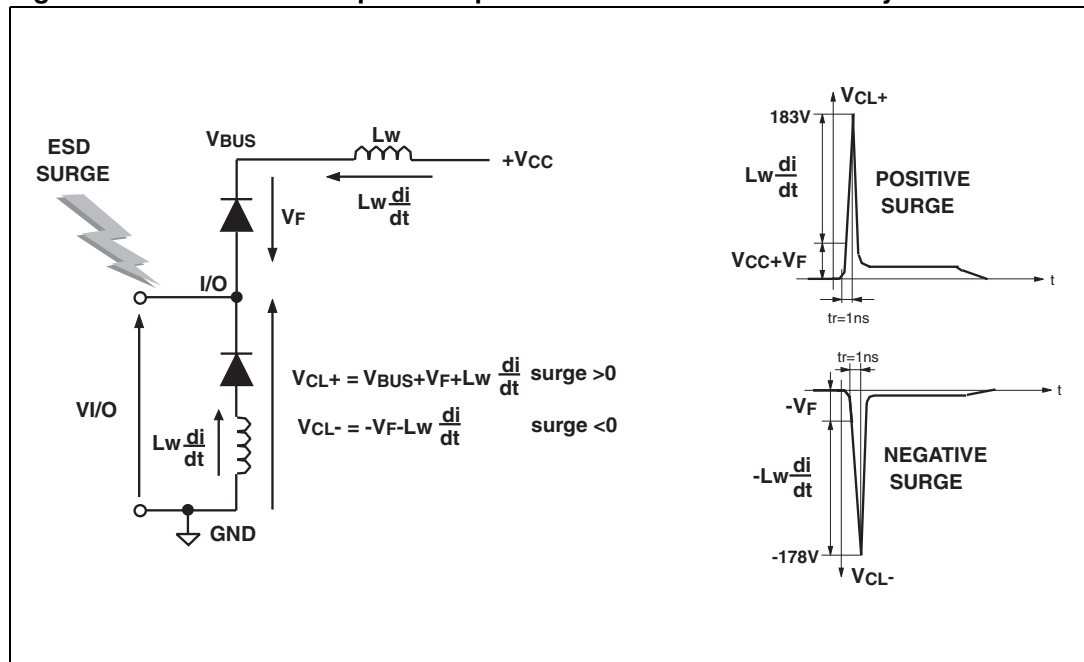 ESD
SURGE
VBUS
Lw
+VCC
Lw di/dt
VF
I/O
VI/O
Lw di/dt
GND
VCL+ = VBUS+VF+Lw di/dt surge >0
VCL- = -VF-Lw di/dt surge <0
VCL+
183V
Lw di/dt
POSITIVE
SURGE
VCC+VF
t
tr=1ns
tr=1ns
t
-VF
-Lw di/dt
NEGATIVE
SURGE
-178V
VCL-